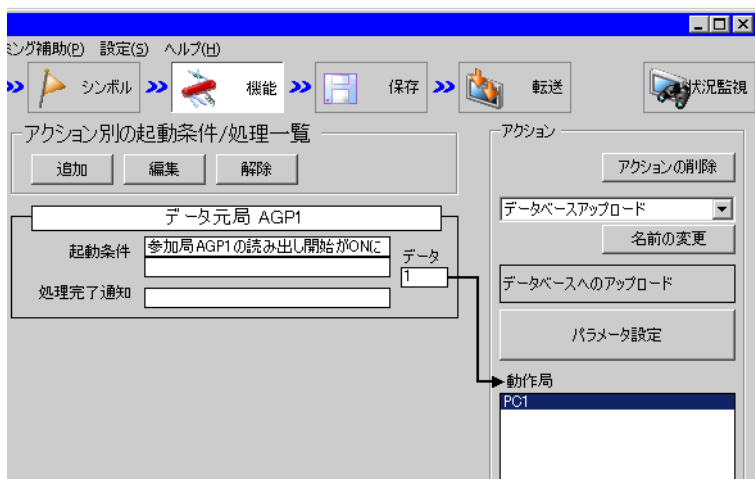 ミング補助(P) 設定(S) ヘルプ(H)
シンボル 機能 保存 転送 状況監視
アクション別の起動条件/処理一覧
追加 編集 解除
データ元局 AGP1
起動条件 参加局AGP1の読み出し開始がONに
データ
1
処理完了通知
アクション
アクションの削除
データベースアップロード
名前の変更
データベースへのアップロード
パラメータ設定
動作局
PC1